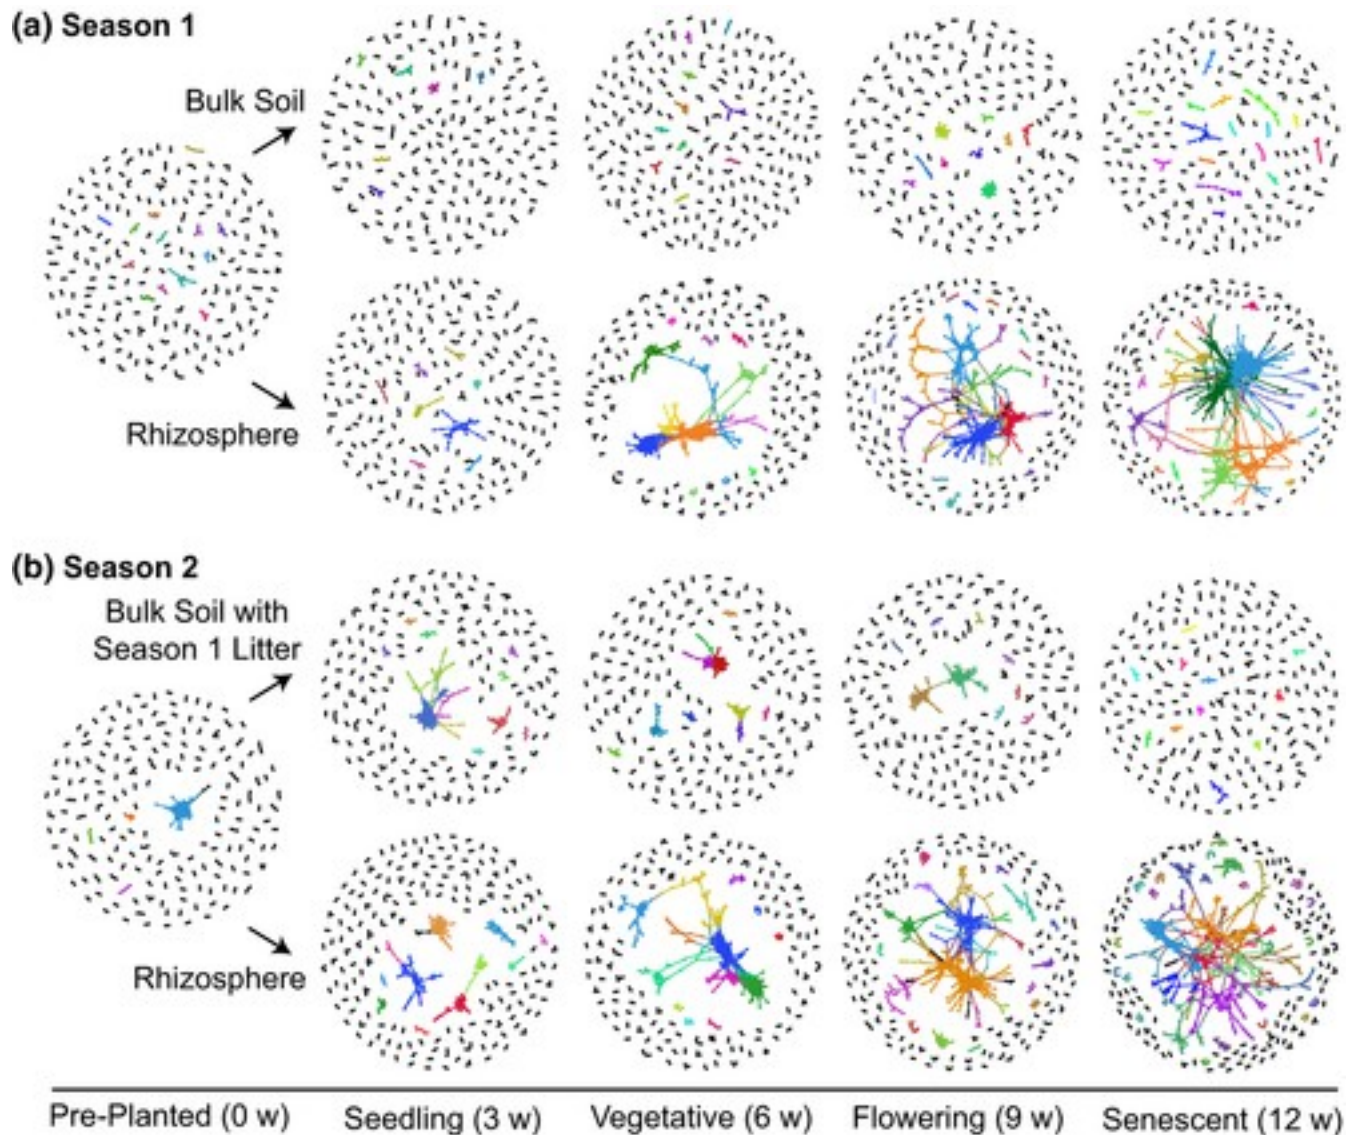 (a) Season 1
Bulk Soil
Rhizosphere
(b) Season 2
Bulk Soil with
Season 1 Litter
Rhizosphere
Pre-Planted (0 w) Seedling (3 w) Vegetative (6 w) Flowering (9 w) Senescent (12 w)